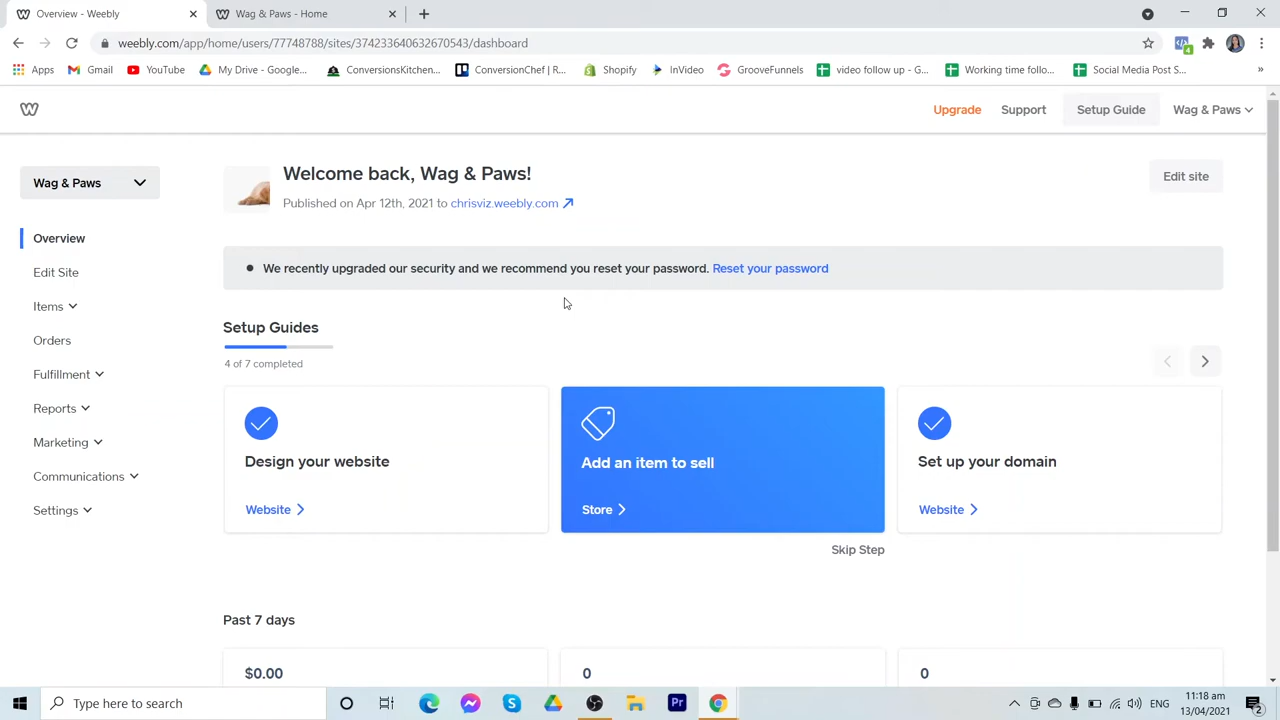 Overview - Weebly
Wag & Paws - Home
weebly.com/app/home/users/77748788/sites/374233640632670543/dashboard
Apps
Gmail
YouTube
My Drive - Google...
ConversionsKitchen...
ConversionChef | R...
Shopify
InVideo
GrooveFunnels
video follow up - G...
Working time follo...
Social Media Post S...
Upgrade
Support
Setup Guide
Wag & Paws
Wag & Paws
Overview
Edit Site
Items
Orders
Fulfillment
Reports
Marketing
Communications
Settings
Welcome back, Wag & Paws!
Published on Apr 12th, 2021 to chrisviz.weebly.com
Edit site
We recently upgraded our security and we recommend you reset your password. Reset your password
Setup Guides
4 of 7 completed
Design your website
Website
Add an item to sell
Store
Set up your domain
Website
Skip Step
Past 7 days
$0.00
0
0
Type here to search
ENG
11:18 am
13/04/2021
2